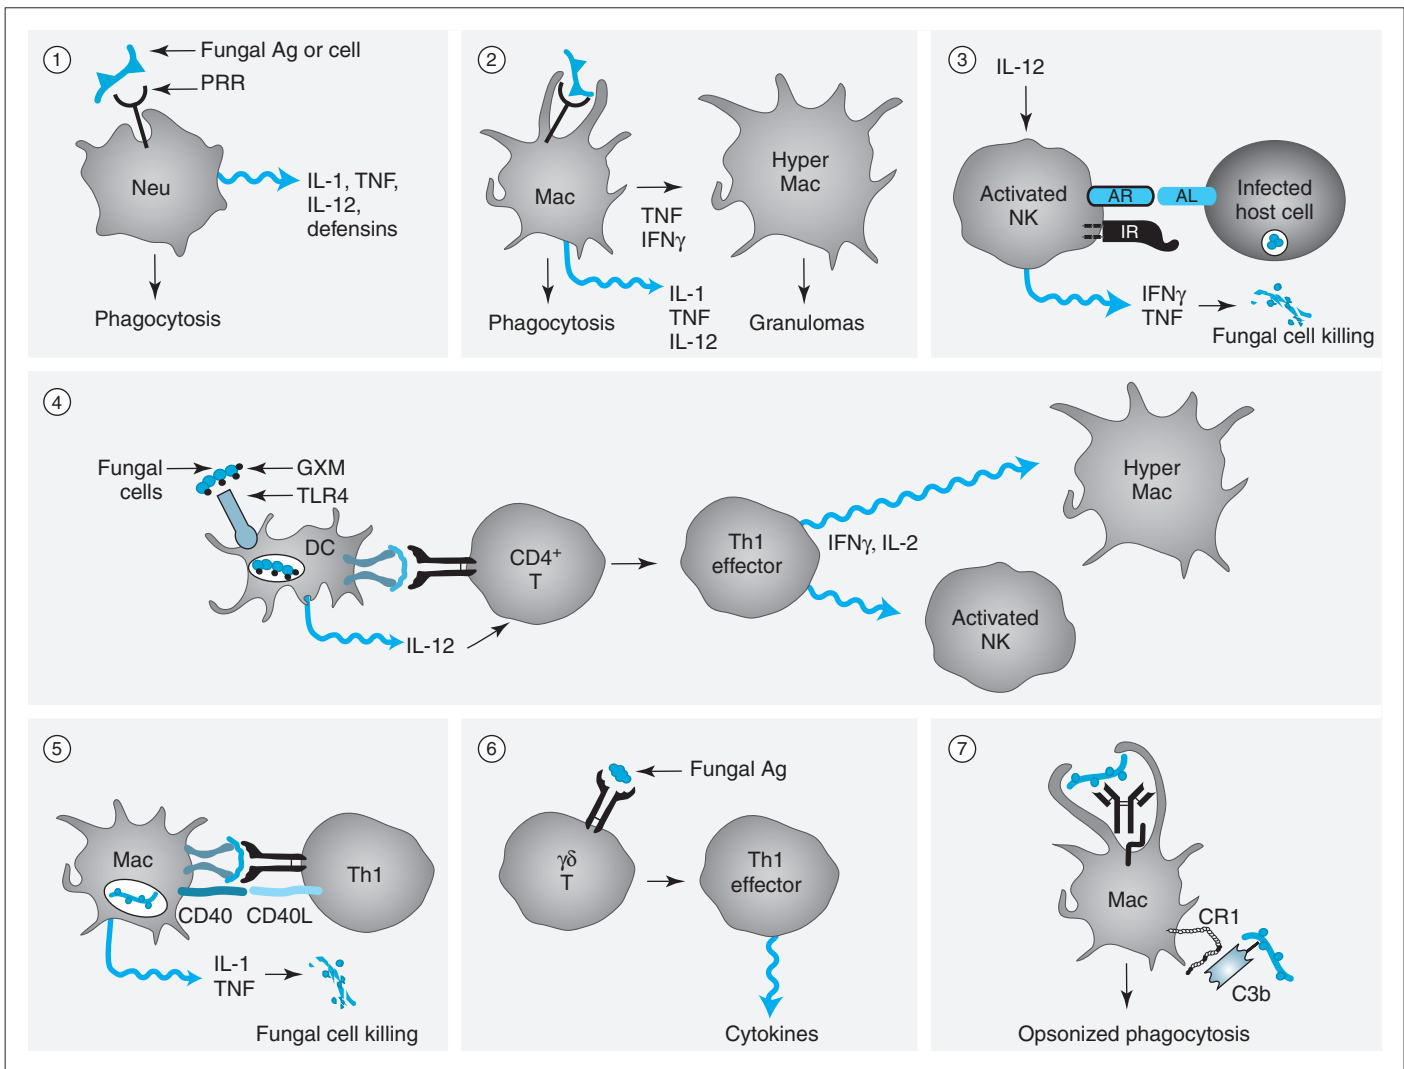 1
Fungal Ag or cell
PRR
Neu
IL-1, TNF,
IL-12,
defensins
Phagocytosis
2
Mac
TNF
IFNγ
Hyper
Mac
Phagocytosis
IL-1
TNF
IL-12
Granulomas
3
IL-12
Activated
NK
AR
AL
IR
Infected
host cell
IFNγ
TNF
Fungal cell killing
4
Fungal
cells
GXM
TLR4
DC
IL-12
CD4+
T
Th1
effector
IFNγ, IL-2
Hyper
Mac
Activated
NK
5
Mac
Th1
CD40
CD40L
IL-1
TNF
Fungal cell killing
6
Fungal Ag
γδ
T
Th1
effector
Cytokines
7
Mac
CR1
C3b
Opsonized phagocytosis